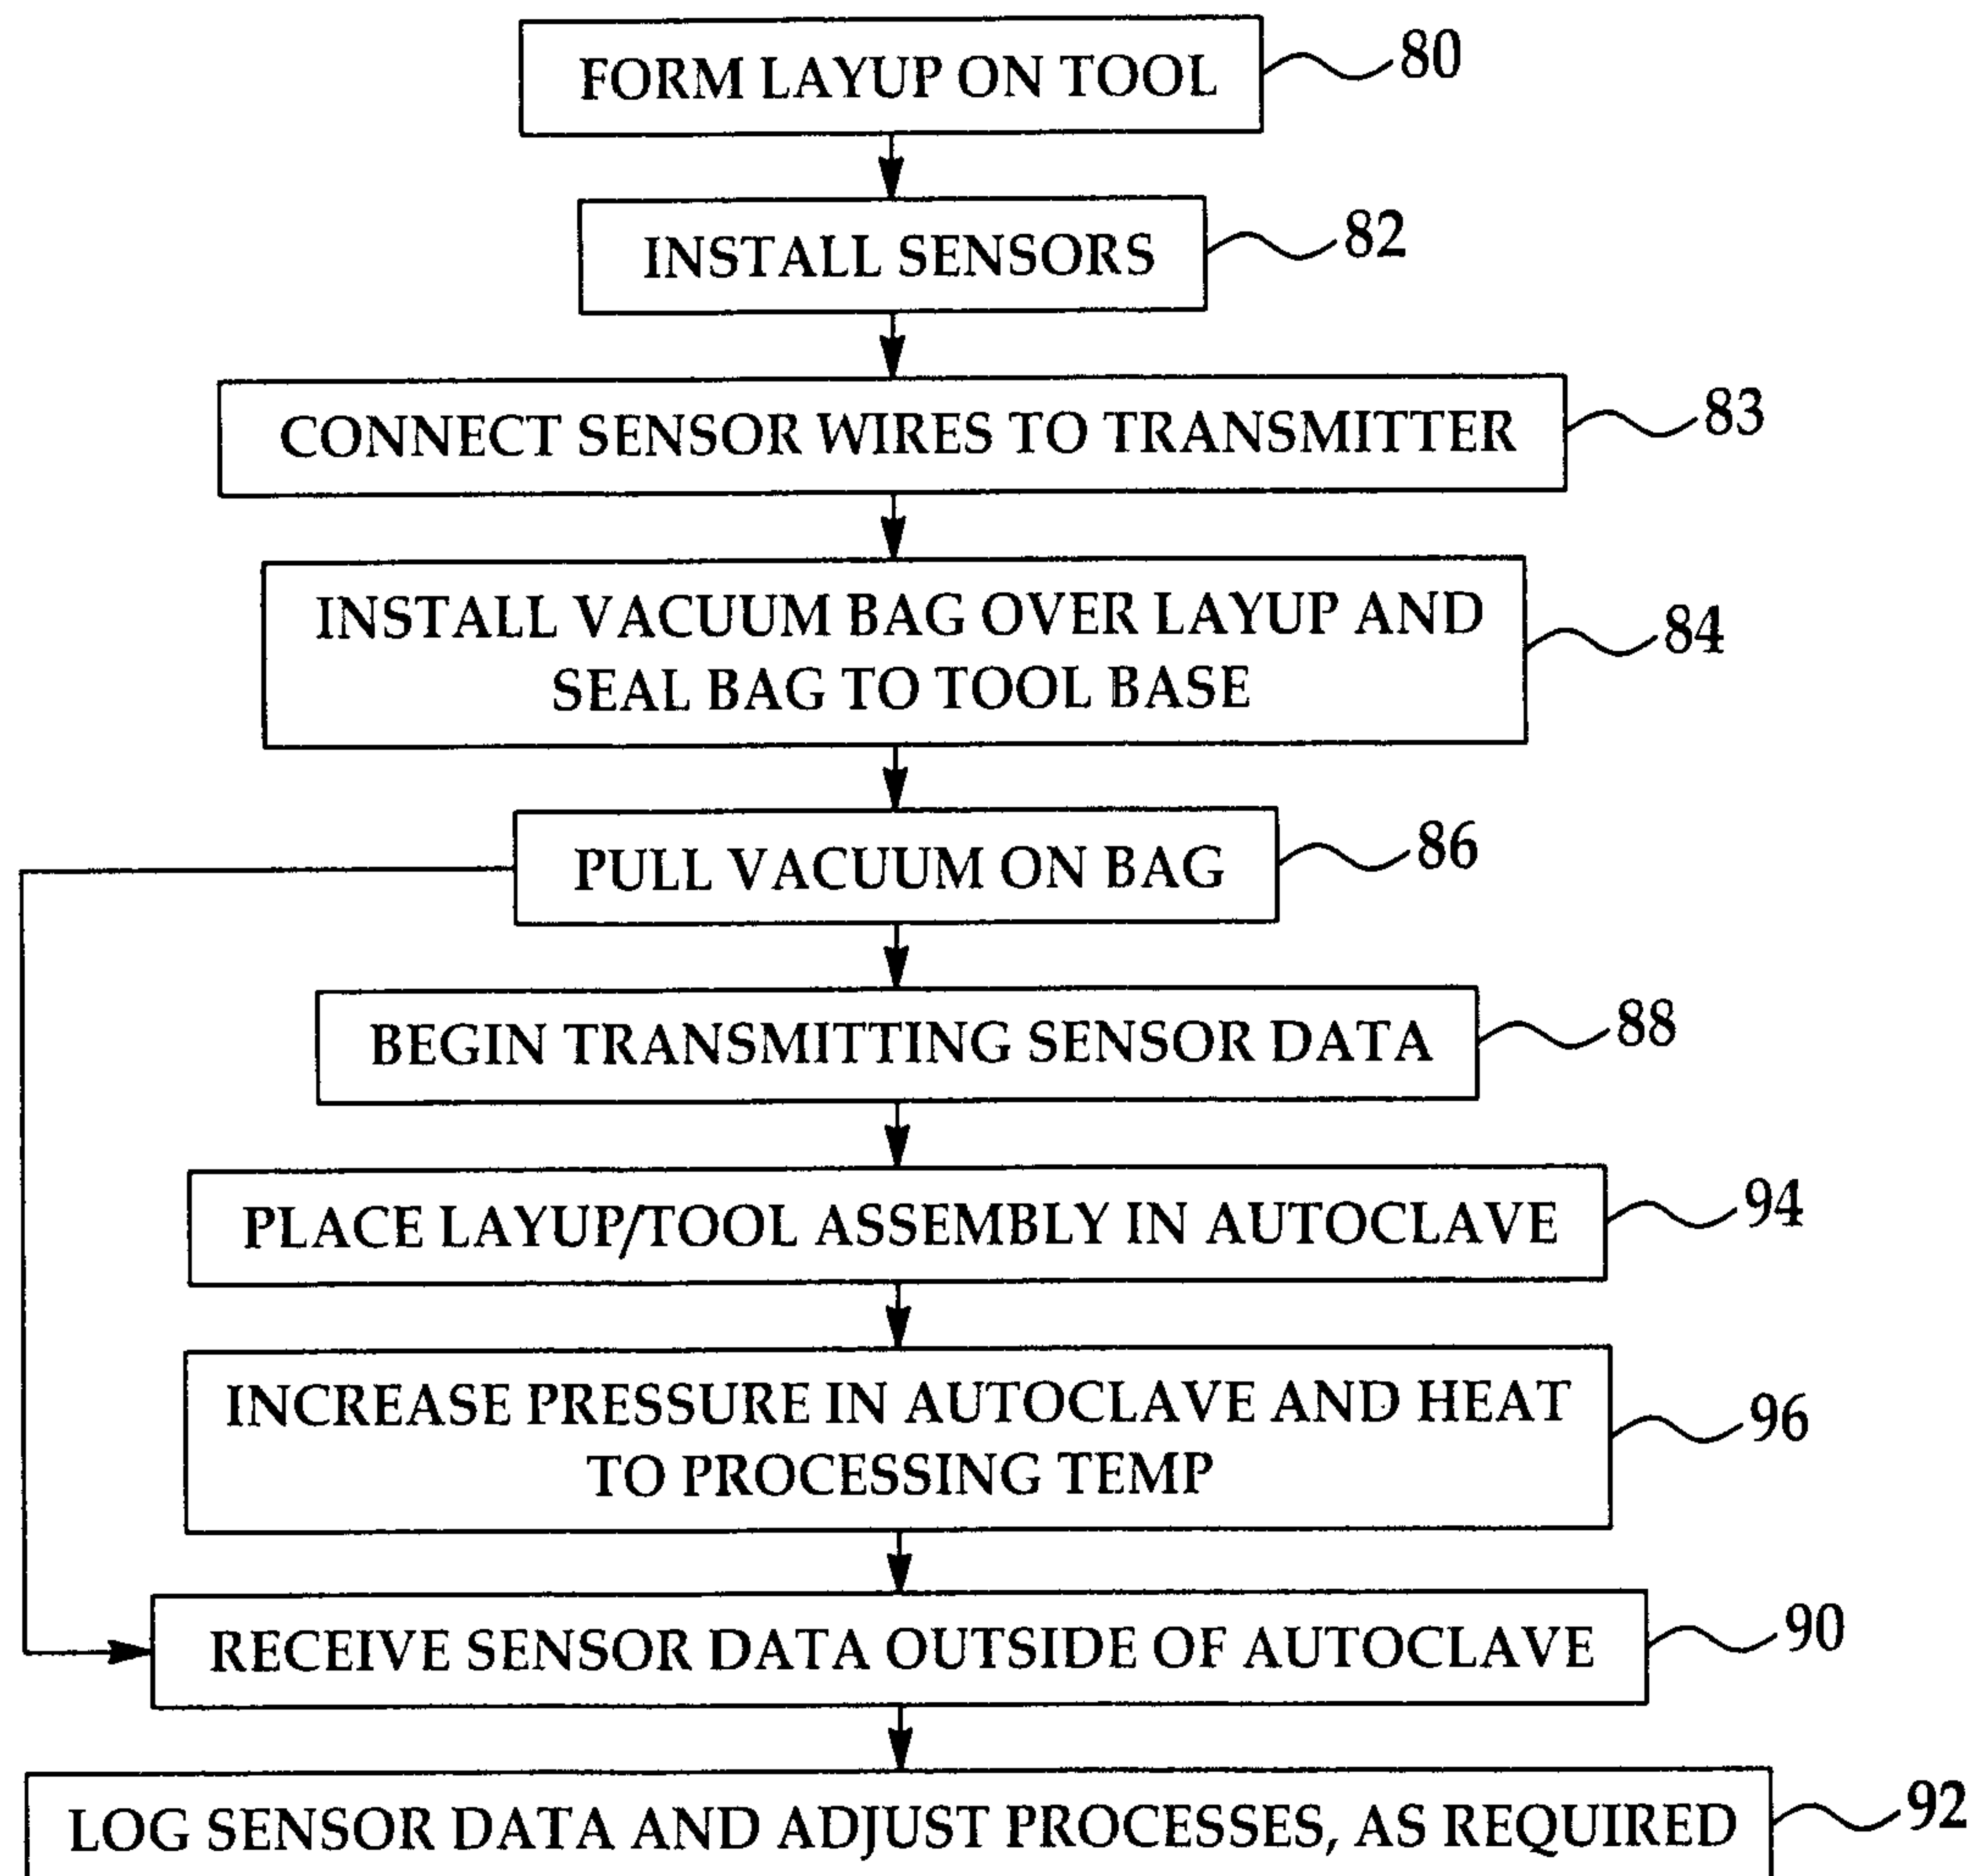 FORM LAYUP ON TOOL
80
INSTALL SENSORS
82
CONNECT SENSOR WIRES TO TRANSMITTER
83
INSTALL VACUUM BAG OVER LAYUP AND
SEAL BAG TO TOOL BASE
84
PULL VACUUM ON BAG
86
BEGIN TRANSMITTING SENSOR DATA
88
PLACE LAYUP/TOOL ASSEMBLY IN AUTOCLAVE
94
INCREASE PRESSURE IN AUTOCLAVE AND HEAT
TO PROCESSING TEMP
96
RECEIVE SENSOR DATA OUTSIDE OF AUTOCLAVE
90
LOG SENSOR DATA AND ADJUST PROCESSES, AS REQUIRED
92